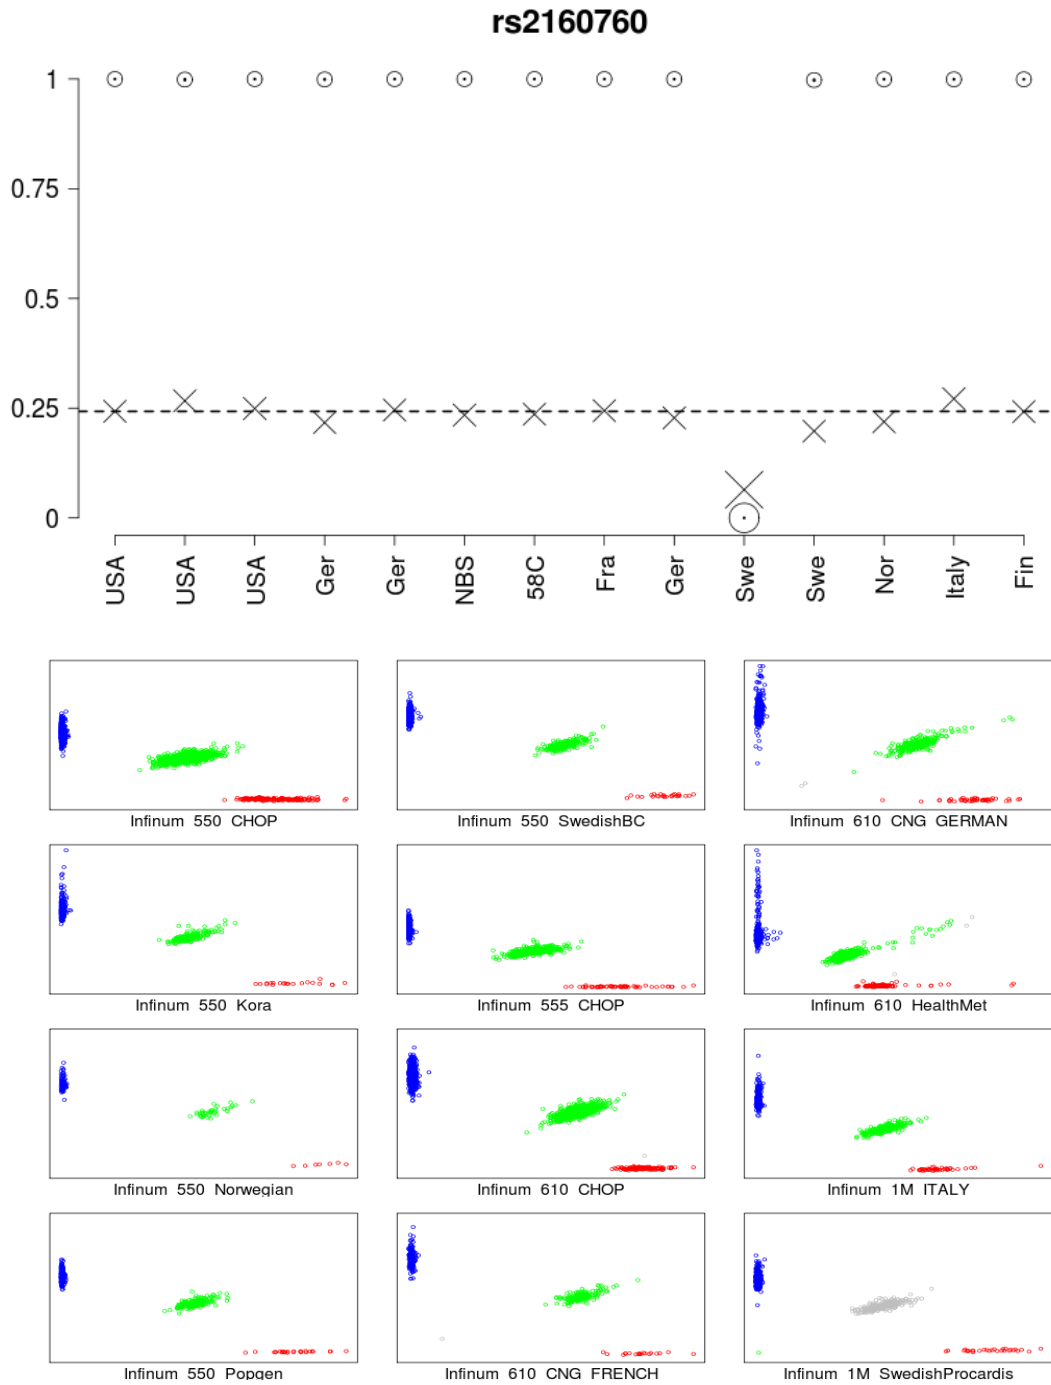 rs2160760
1
0.75
0.5
0.25
0
USA
USA
USA
Ger
Ger
NBS
58C
Fra
Ger
Swe
Swe
Nor
Italy
Fin
Infinum 550 CHOP
Infinum 550 SwedishBC
Infinum 610 CNG GERMAN
Infinum 550 Kora
Infinum 555 CHOP
Infinum 610 HealthMet
Infinum 550 Norwegian
Infinum 610 CHOP
Infinum 1M ITALY
Infinum 550 Popgen
Infinum 610 CNG FRENCH
Infinum 1M SwedishProcardis